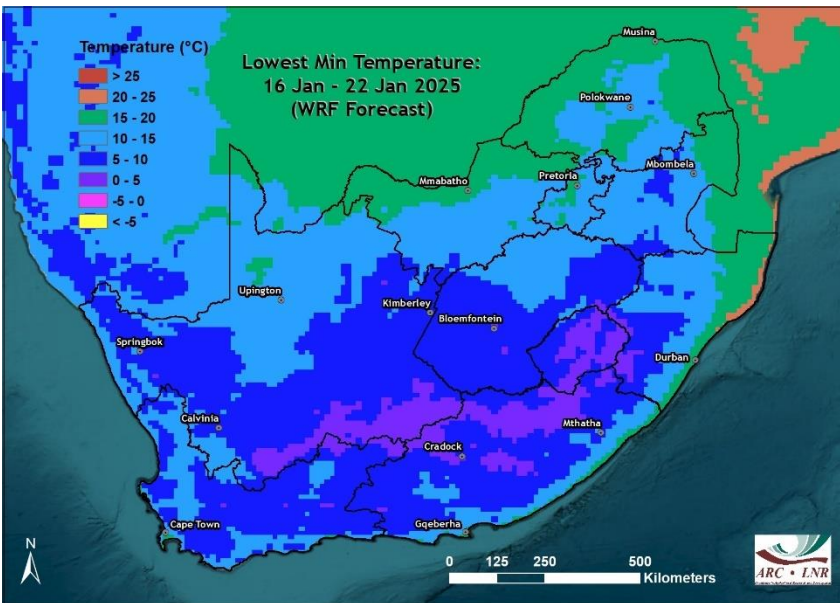 Temperature (°C)
> 25
20 - 25
15 - 20
10 - 15
5 - 10
0 - 5
-5 - 0
< -5
Lowest Min Temperature:
16 Jan - 22 Jan 2025
(WRF Forecast)
Musina
Polokwane
Mbombela
Pretoria
Mmabatho
Upington
Kimberley
Bloemfontein
Springbok
Durban
Calvinia
Mthatha
Cradock
Cape Town
Gqeberha
N
0 125 250 500
Kilometers
ARC • LNR